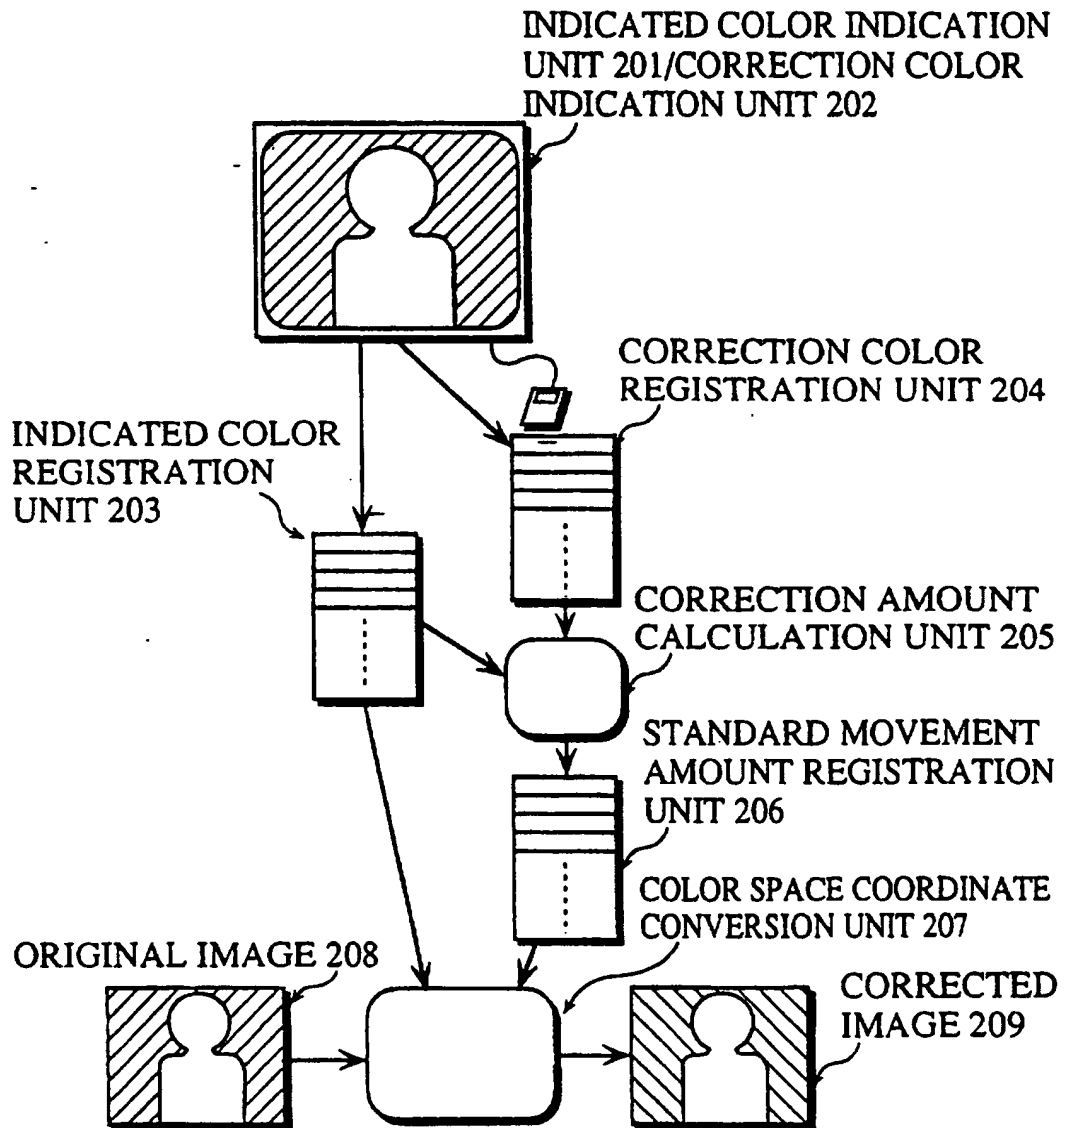 INDICATED COLOR INDICATION
UNIT 201/CORRECTION COLOR
INDICATION UNIT 202
CORRECTION COLOR
REGISTRATION UNIT 204
INDICATED COLOR
REGISTRATION
UNIT 203
CORRECTION AMOUNT
CALCULATION UNIT 205
STANDARD MOVEMENT
AMOUNT REGISTRATION
UNIT 206
COLOR SPACE COORDINATE
CONVERSION UNIT 207
ORIGINAL IMAGE 208
CORRECTED
IMAGE 209